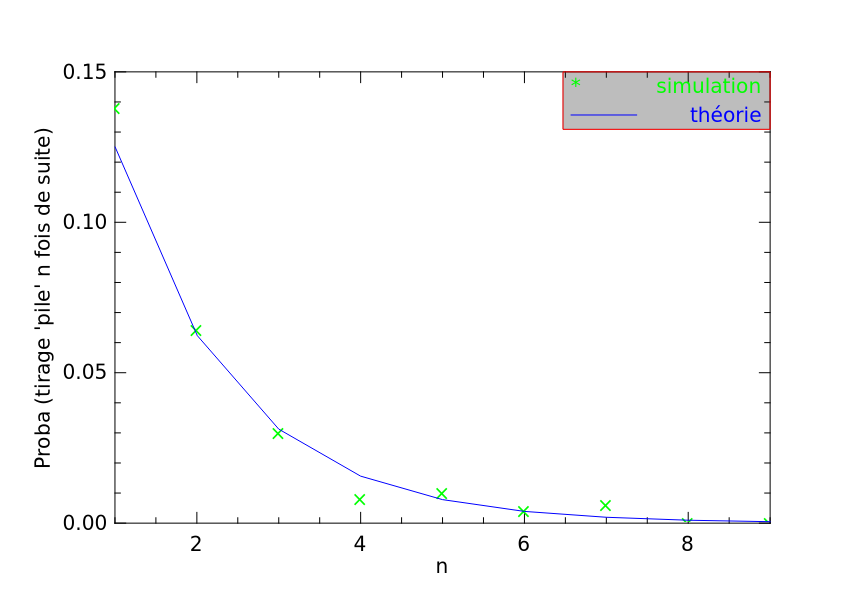 0.15
0.10
0.05
0.00
Proba (tirage 'pile' n fois de suite)
* simulation
théorie
2 4 6 8
n